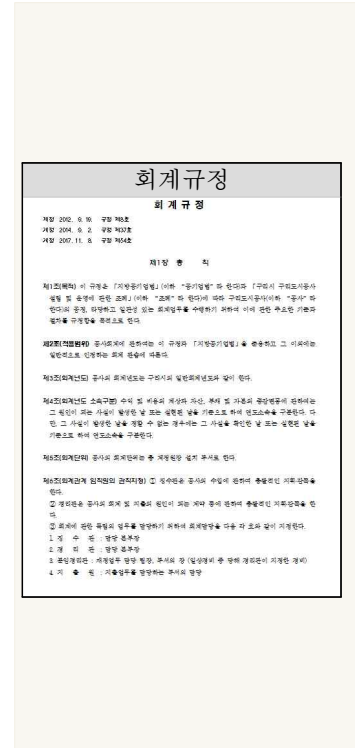 회계규정
회 계 규 정
제정 2012. 9. 19. 규정 제8호
개정 2014. 9. 2. 규정 제37호
개정 2017. 11. 8. 규정 제54호
제1장 총 칙
제1조(목적) 이 규정은 「지방공기업법」(이하 “공기업법”라 한다)과 「구리시 구리도시공사
설립 및 운영에 관한 조례」(이하 “조례”라 한다)에 따라 구리도시공사(이하 “공사”라
한다)의 공정, 타당하고 일관성 있는 회계업무를 수행하기 위하여 이에 관한 주요한 기준과
절차를 규정함을 목적으로 한다.
제2조(적용범위) 공사회계에 관하여는 이 규정과 「지방공기업법」을 준용하고 그 이외에는
일반적으로 인정하는 회계 관습에 따른다.
제3조(회계년도) 공사의 회계년도는 구리시의 일반회계년도와 같이 한다.
제4조(회계년도 소속구분) 수익 및 비용의 계상과 자산, 부채 및 자본의 증감변동에 관하여는
그 원인이 되는 사실이 발생한 날 또는 실현된 날을 기준으로 하여 연도소속을 구분한다. 다
만, 그 사실이 발생한 날을 정할 수 없는 경우에는 그 사실을 확인한 날 또는 실현된 날을
기준으로 하여 연도소속을 구분한다.
제5조(회계단위) 공사의 회계단위는 총 계정원장 설치 부서로 한다.
제6조(회계관계 임직원의 관직지정) ① 징수관은 공사의 수입에 관하여 총괄적인 지휘·감독을
한다.
② 경리관은 공사의 회계 및 지출의 원인이 되는 계약 등에 관하여 총괄적인 지휘·감독을 한
다.
③ 회계에 관한 특정의 업무를 담당하기 위하여 회계담당을 다음 각 호와 같이 지정한다.
1. 징 수 관 : 담당 본부장
2. 경 리 관 : 담당 본부장
3. 분임경리관 : 재정업무 담당 팀장, 부서의 장 (일상경비 중 당해 경리관이 지정한 경비)
4. 지 출 원 : 지출업무를 담당하는 부서의 담당